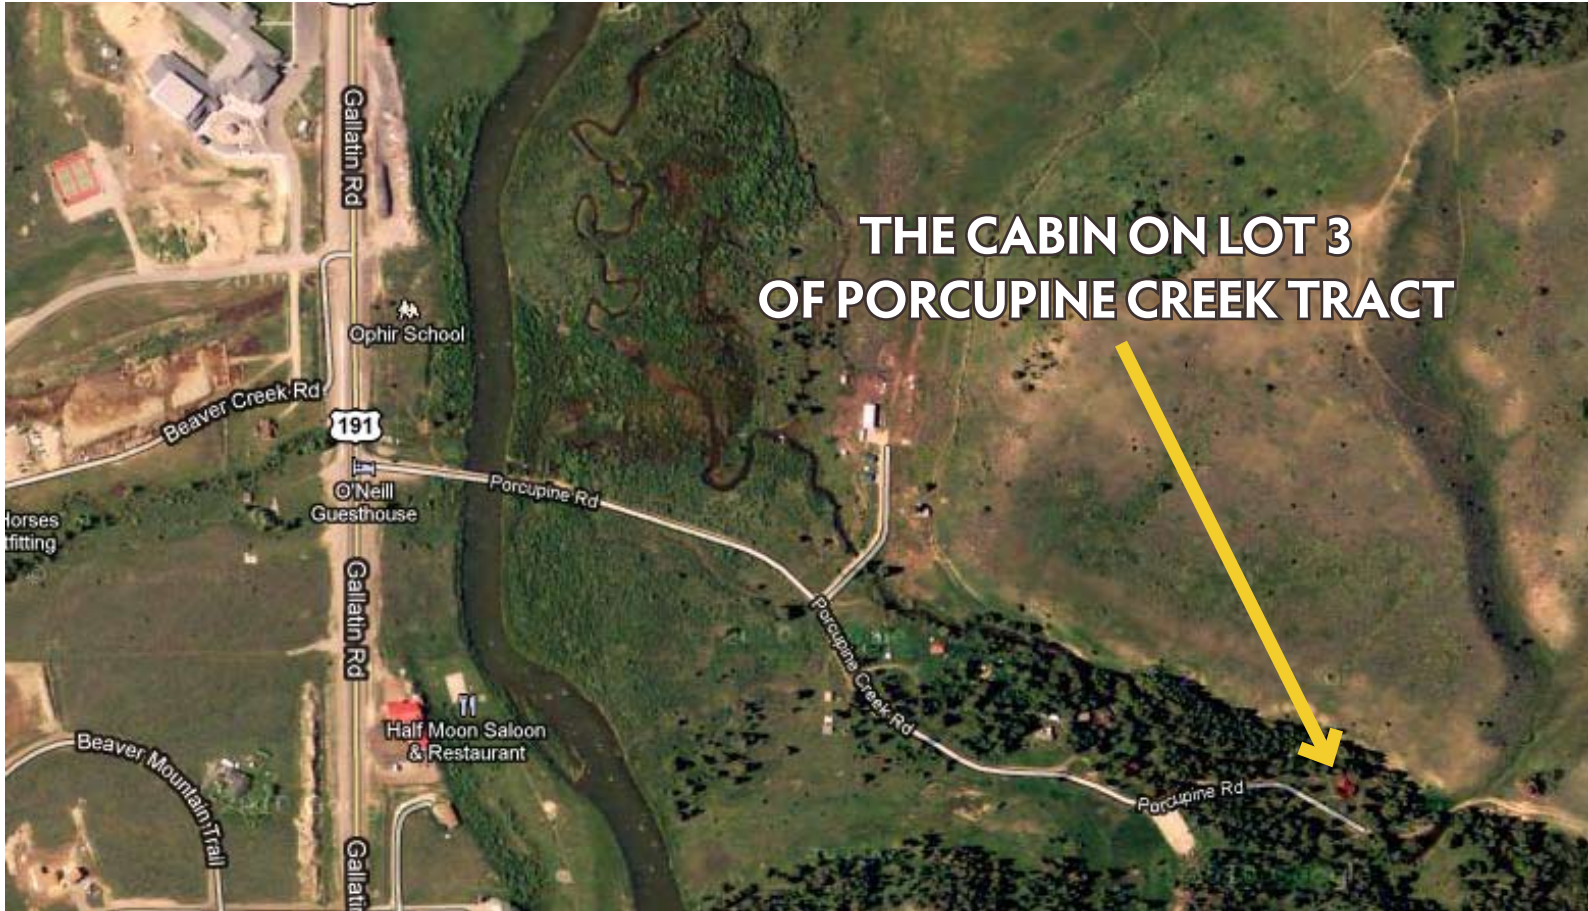 Gallatin Rd
THE CABIN ON LOT 3
OF PORCUPINE CREEK TRACT
Ophir School
Beaver Creek Rd
191
O'Neill
Guesthouse
Porcupine Rd
Horses
tfitting
Gallatin Rd
Porcupine Creek Rd
Half Moon Saloon
& Restaurant
Beaver Mountain Trail
Porcupine Rd
Gallatin